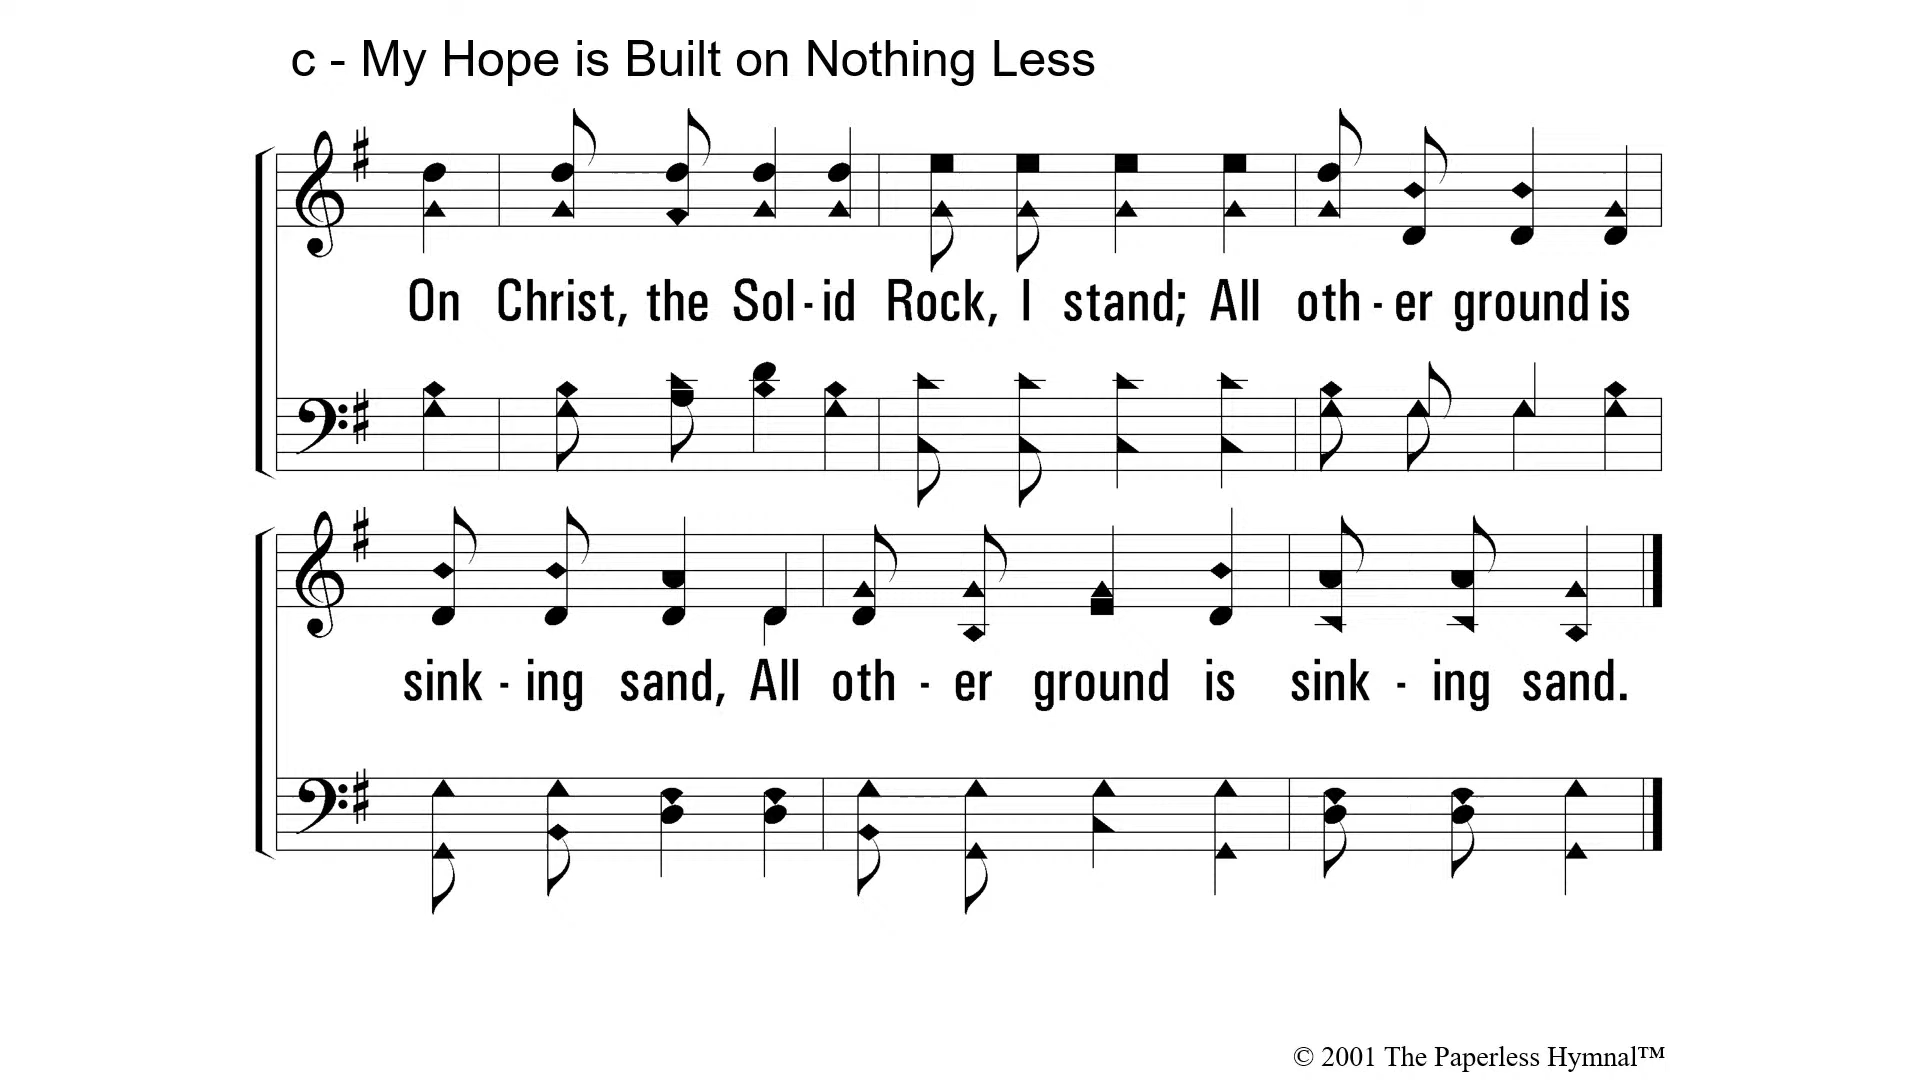 c - My Hope is Built on Nothing Less
On Christ, the Sol - id Rock, I stand; All oth - er ground is
sink - ing sand, All oth - er ground is sink - ing sand.
© 2001 The Paperless Hymnal™